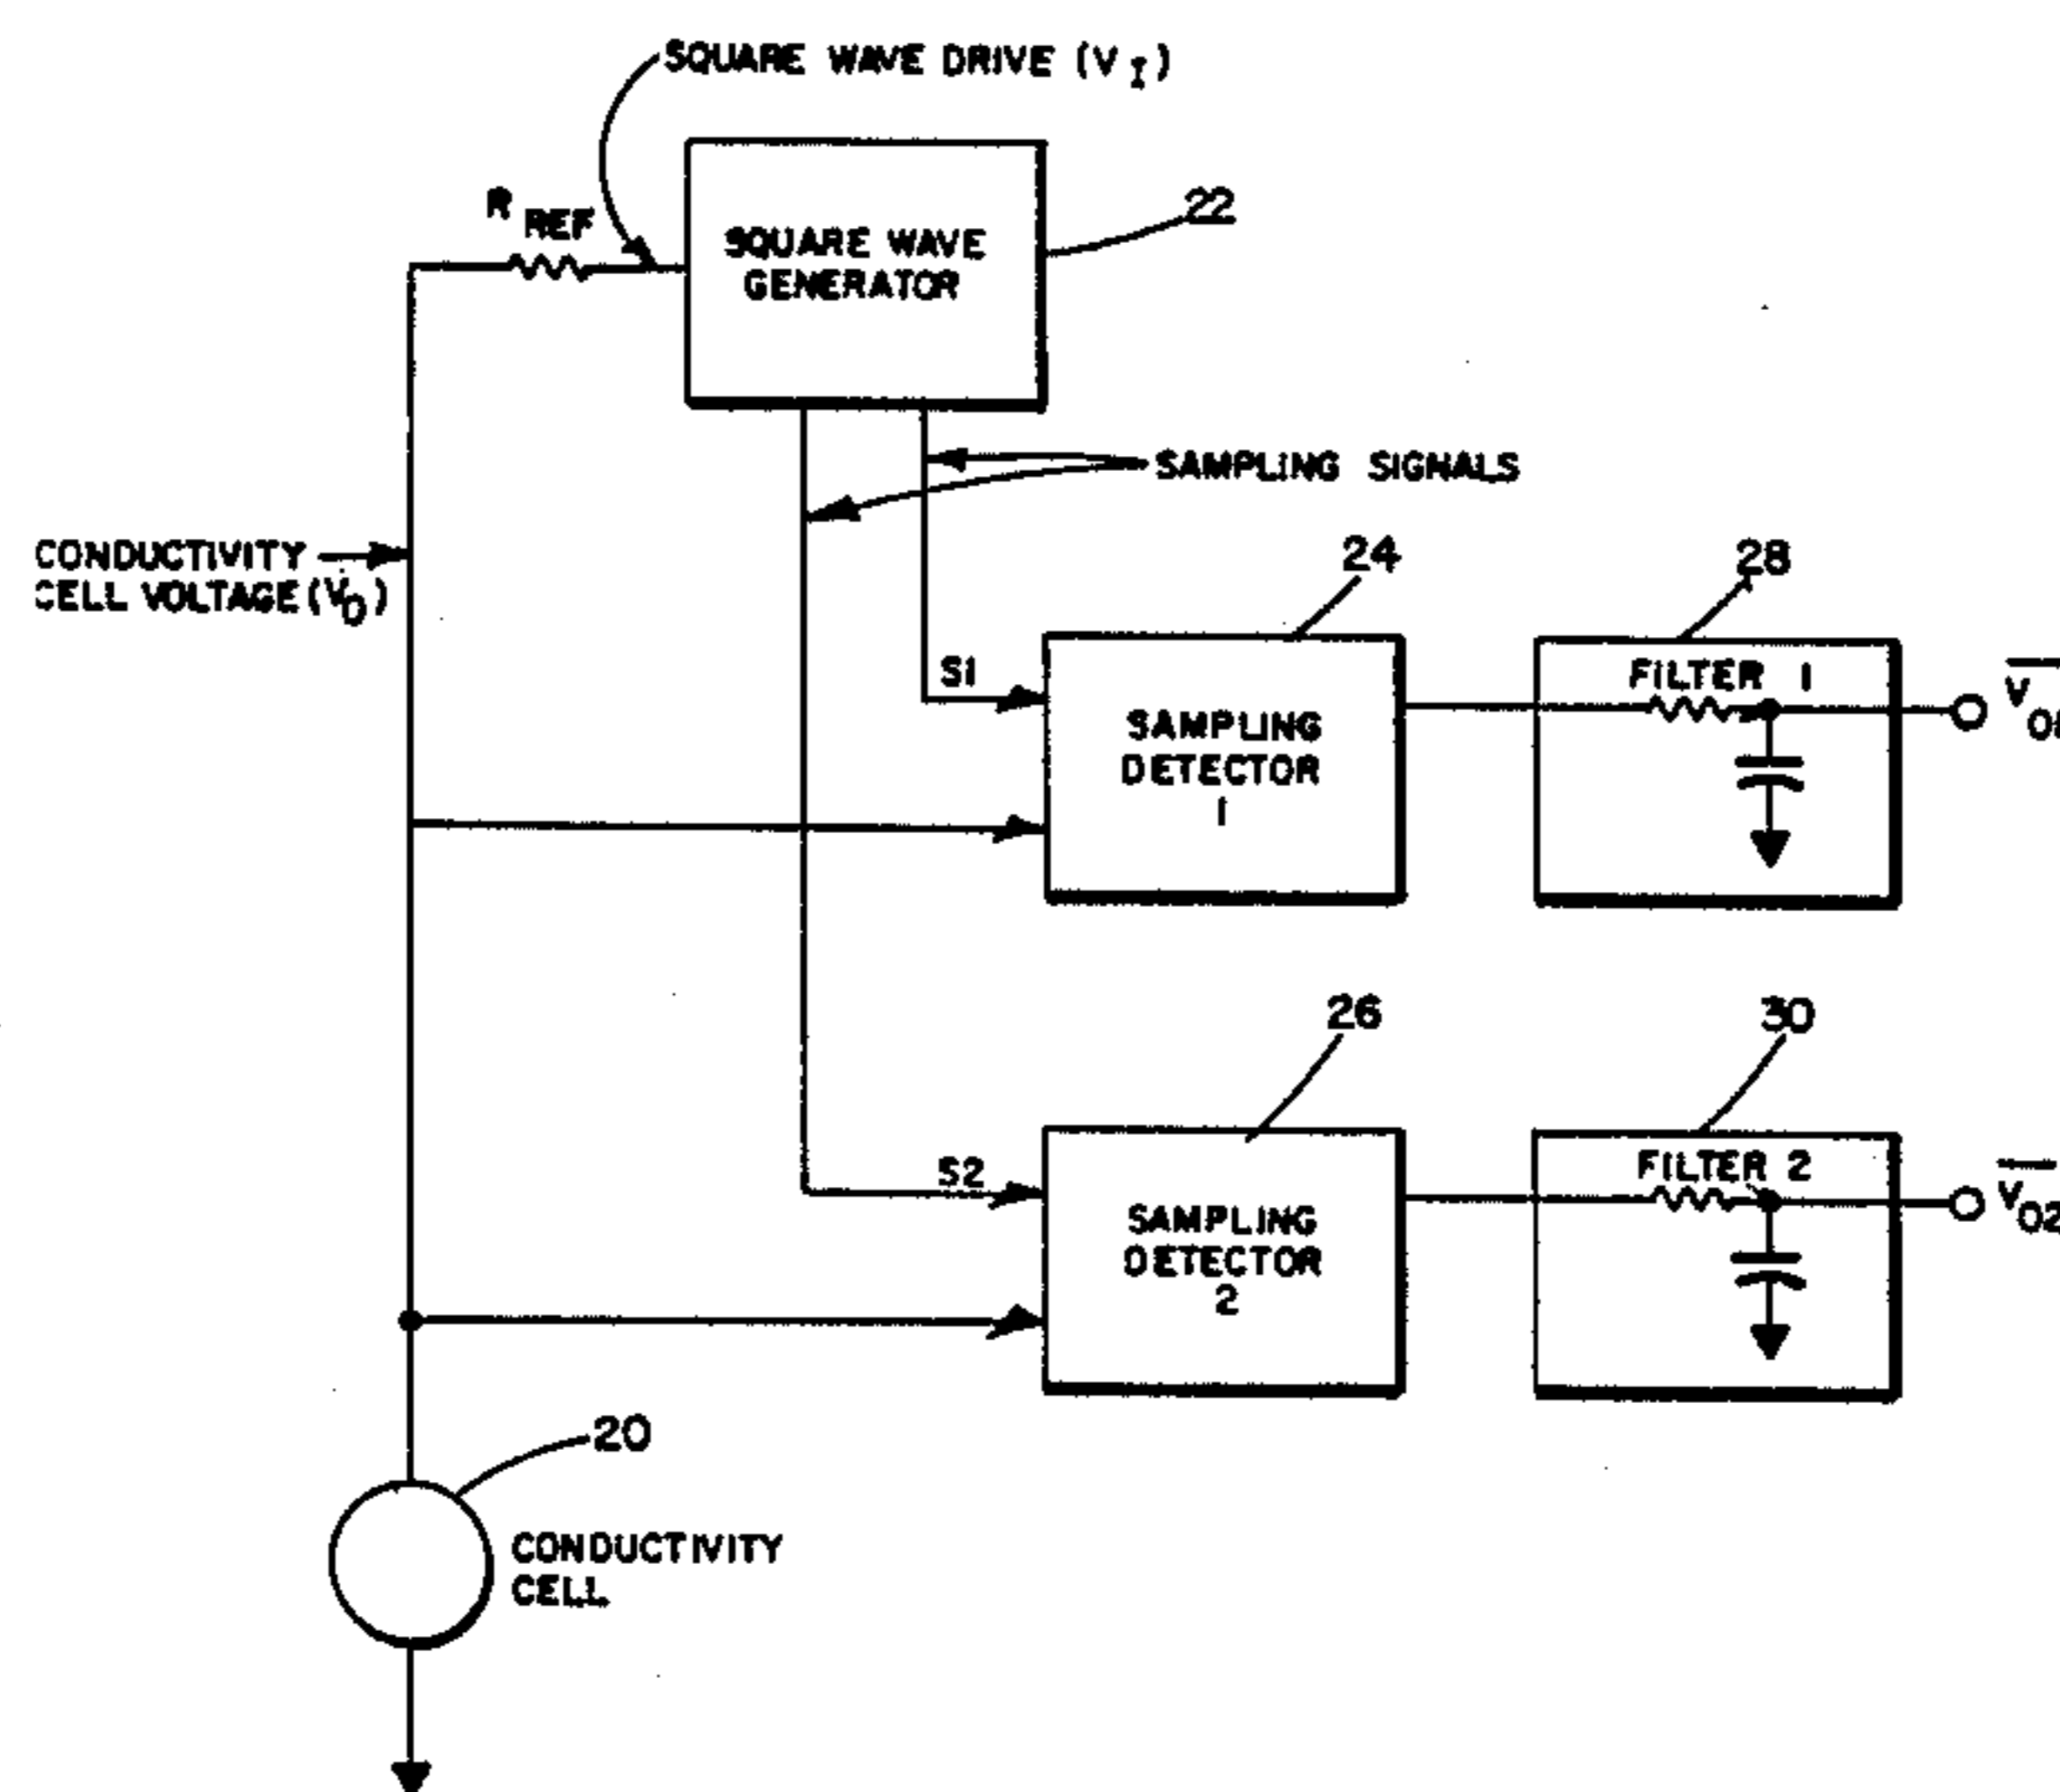 SQUARE WAVE DRIVE (V I)
R REF
SQUARE WAVE
GENERATOR
22
SAMPLING SIGNALS
CONDUCTIVITY
CELL VOLTAGE (VO)
24
28
S1
SAMPLING
DETECTOR
1
FILTER 1
V
26
30
S2
SAMPLING
DETECTOR
2
FILTER 2
V O2
20
CONDUCTIVITY
CELL